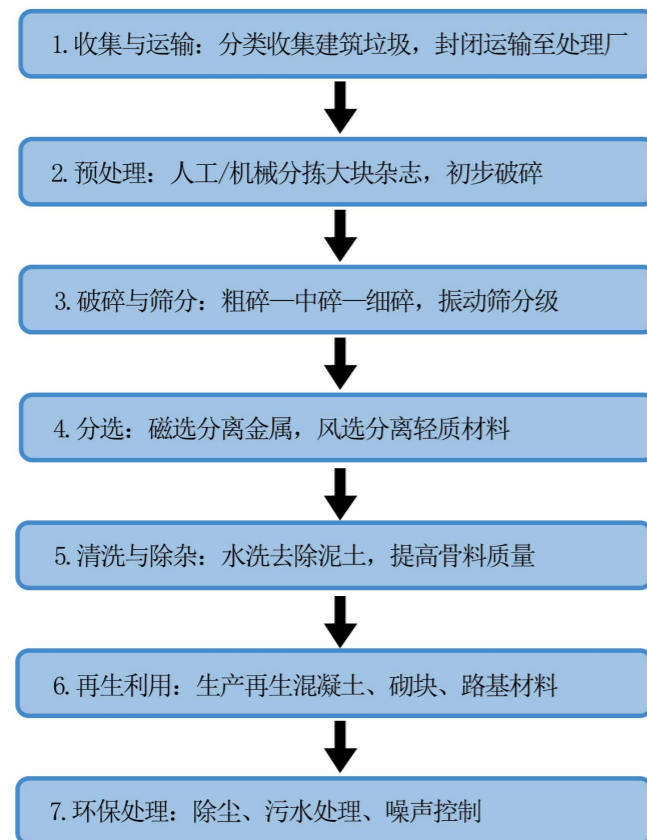 1. 收集与运输：分类收集建筑垃圾，封闭运输至处理厂
2. 预处理：人工/机械分拣大块杂志，初步破碎
3. 破碎与筛分：粗碎—中碎—细碎，振动筛分级
4. 分选：磁选分离金属，风选分离轻质材料
5. 清洗与除杂：水洗去除泥土，提高骨料质量
6. 再生利用：生产再生混凝土、砌块、路基材料
7. 环保处理：除尘、污水处理、噪声控制